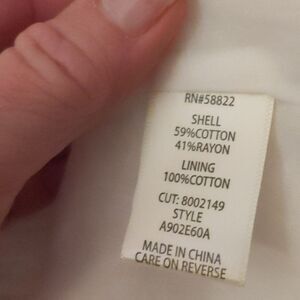 RN#58822
SHELL
59%COTTON
41%RAYON
LINING
100%COTTON
CUT: 8002149
STYLE
A902E60A
MADE IN CHINA
CARE ON REVERSE